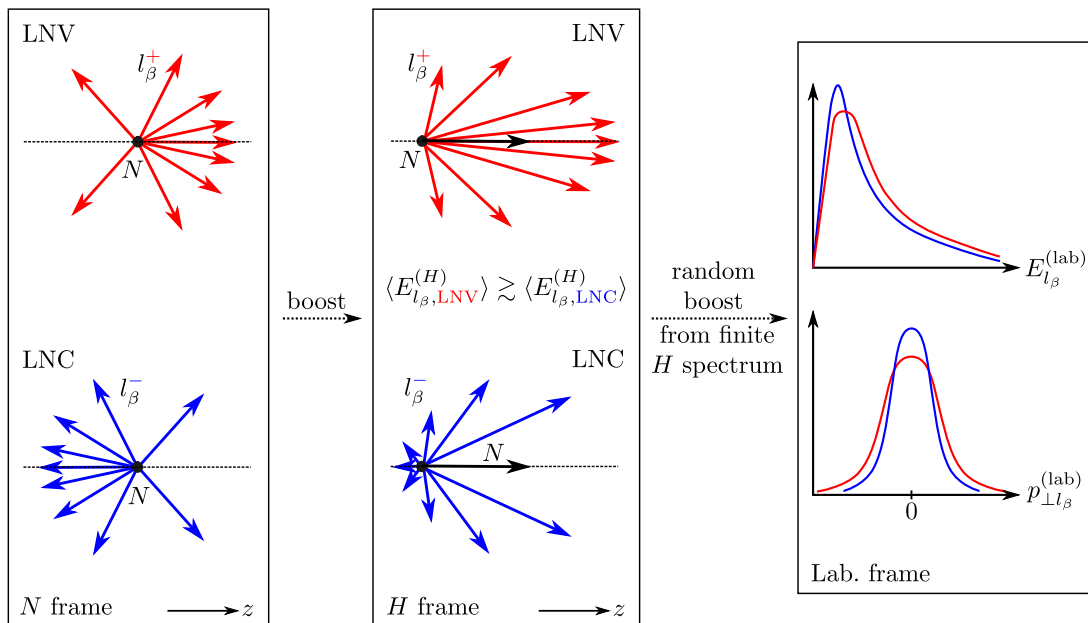 LNV
l_β^+
N
LNC
l_β^-
N
N frame
z
boost
LNV
l_β^+
N
⟨E_{l_β,LNV}^{(H)}⟩ ≳ ⟨E_{l_β,LNC}^{(H)}⟩
LNC
l_β^-
N
H frame
z
random
boost
from finite
H spectrum
E_{l_β}^{(lab)}
p_{⊥l_β}^{(lab)}
0
Lab. frame